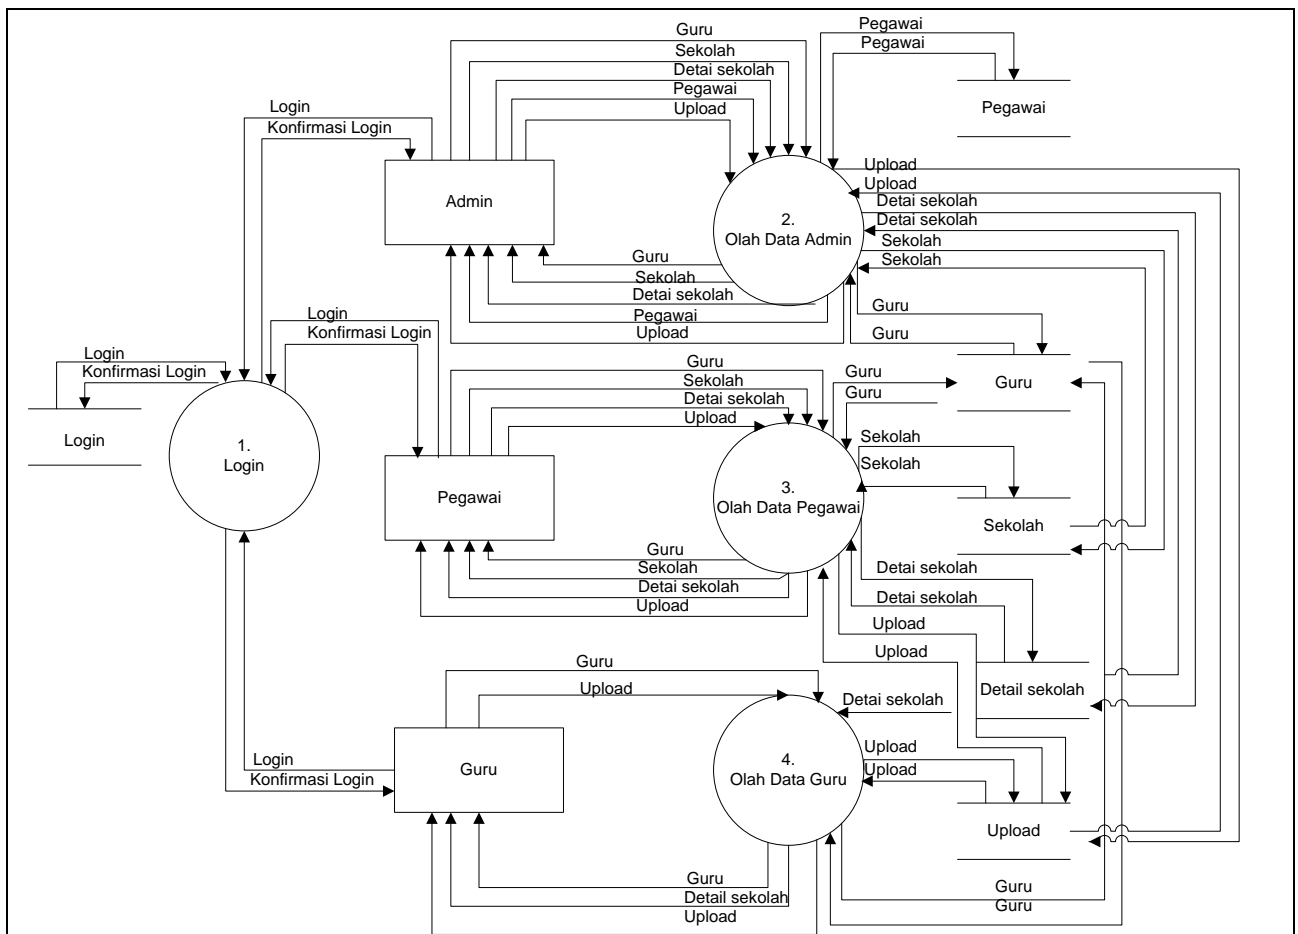 Guru
Sekolah
Detai sekolah
Pegawai
Upload
Pegawai
Pegawai
Pegawai
Login
Konfirmasi Login
Admin
2.
Olah Data Admin
Upload
Upload
Detai sekolah
Detai sekolah
Sekolah
Sekolah
Guru
Sekolah
Detai sekolah
Pegawai
Upload
Guru
Guru
Login
Konfirmasi Login
Login
Konfirmasi Login
Login
1.
Login
Guru
Sekolah
Detai sekolah
Upload
Guru
Guru
Guru
Pegawai
3.
Olah Data Pegawai
Sekolah
Sekolah
Sekolah
Guru
Sekolah
Detai sekolah
Upload
Detai sekolah
Detai sekolah
Upload
Upload
Detail sekolah
Guru
Upload
Detai sekolah
Login
Konfirmasi Login
Guru
4.
Olah Data Guru
Upload
Upload
Upload
Guru
Detail sekolah
Upload
Guru
Guru